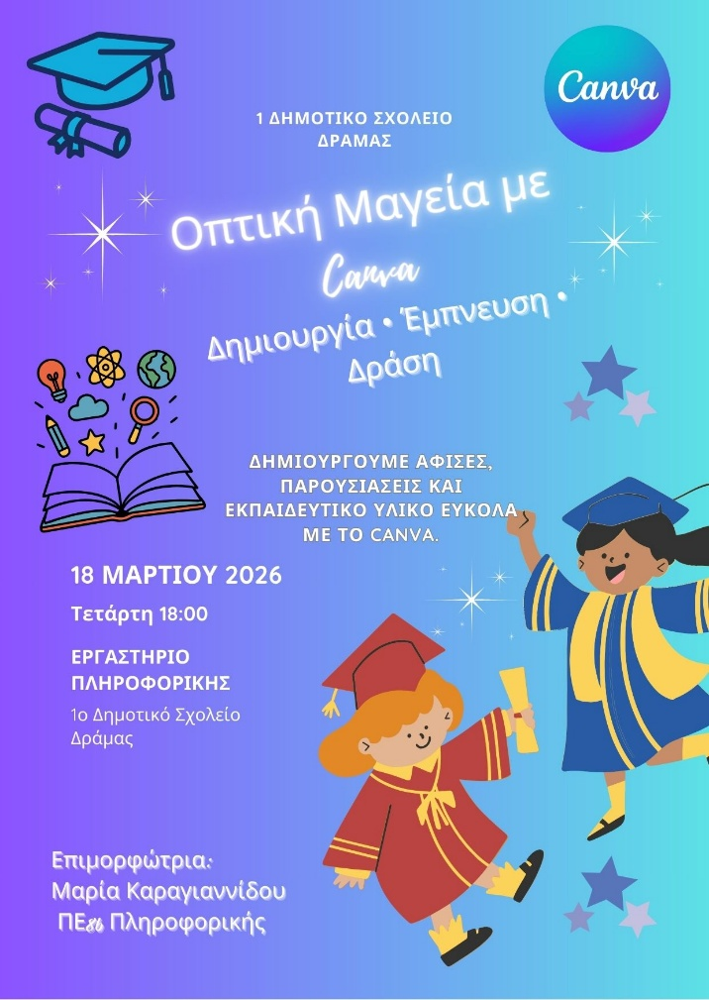 Canva
1 ΔΗΜΟΤΙΚΟ ΣΧΟΛΕΙΟ
ΔΡΑΜΑΣ
Οπτική Μαγεία με
Canva
Δημιουργία • Έμπνευση •
Δράση
ΔΗΜΙΟΥΡΓΟΥΜΕ ΑΦΙΣΕΣ,
ΠΑΡΟΥΣΙΑΣΕΙΣ ΚΑΙ
ΕΚΠΑΙΔΕΥΤΙΚΟ ΥΛΙΚΟ ΕΥΚΟΛΑ
ΜΕ ΤΟ CANVA.
18 ΜΑΡΤΙΟΥ 2026
Τετάρτη 18:00
ΕΡΓΑΣΤΗΡΙΟ
ΠΛΗΡΟΦΟΡΙΚΗΣ
1ο Δημοτικό Σχολείο
Δράμας
Επιμορφώτρια:
Μαρία Καραγιαννίδου
ΠΕ86 Πληροφορικής